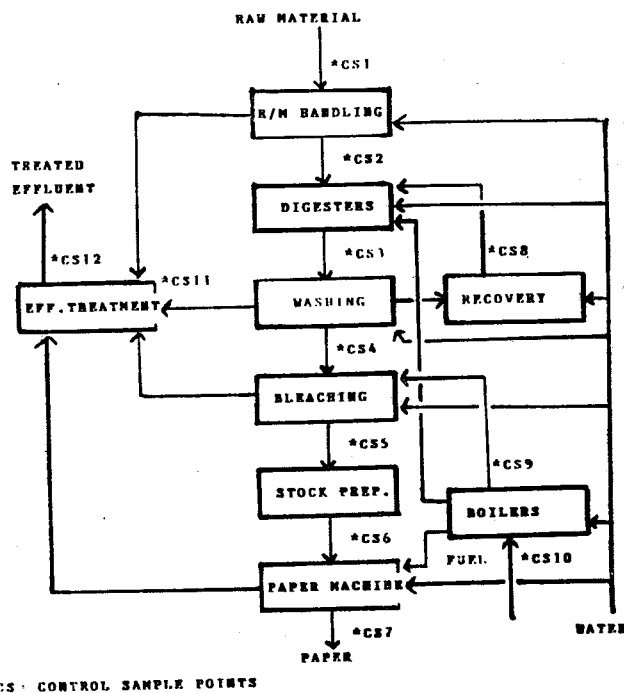 RAW MATERIAL
*CS1
R/M HANDLING
*CS2
TREATED
EFFLUENT
DIGESTERS
*CS12
*CS3
*CS8
*CS11
EFF.TREATMENT
WASHING
RECOVERY
*CS4
BLEACHING
*CS5
*CS9
STOCK PREP.
BOILERS
*CS6
FUEL
*CS10
PAPER MACHINE
*CS7
WATER
PAPER
CS: CONTROL SAMPLE POINTS